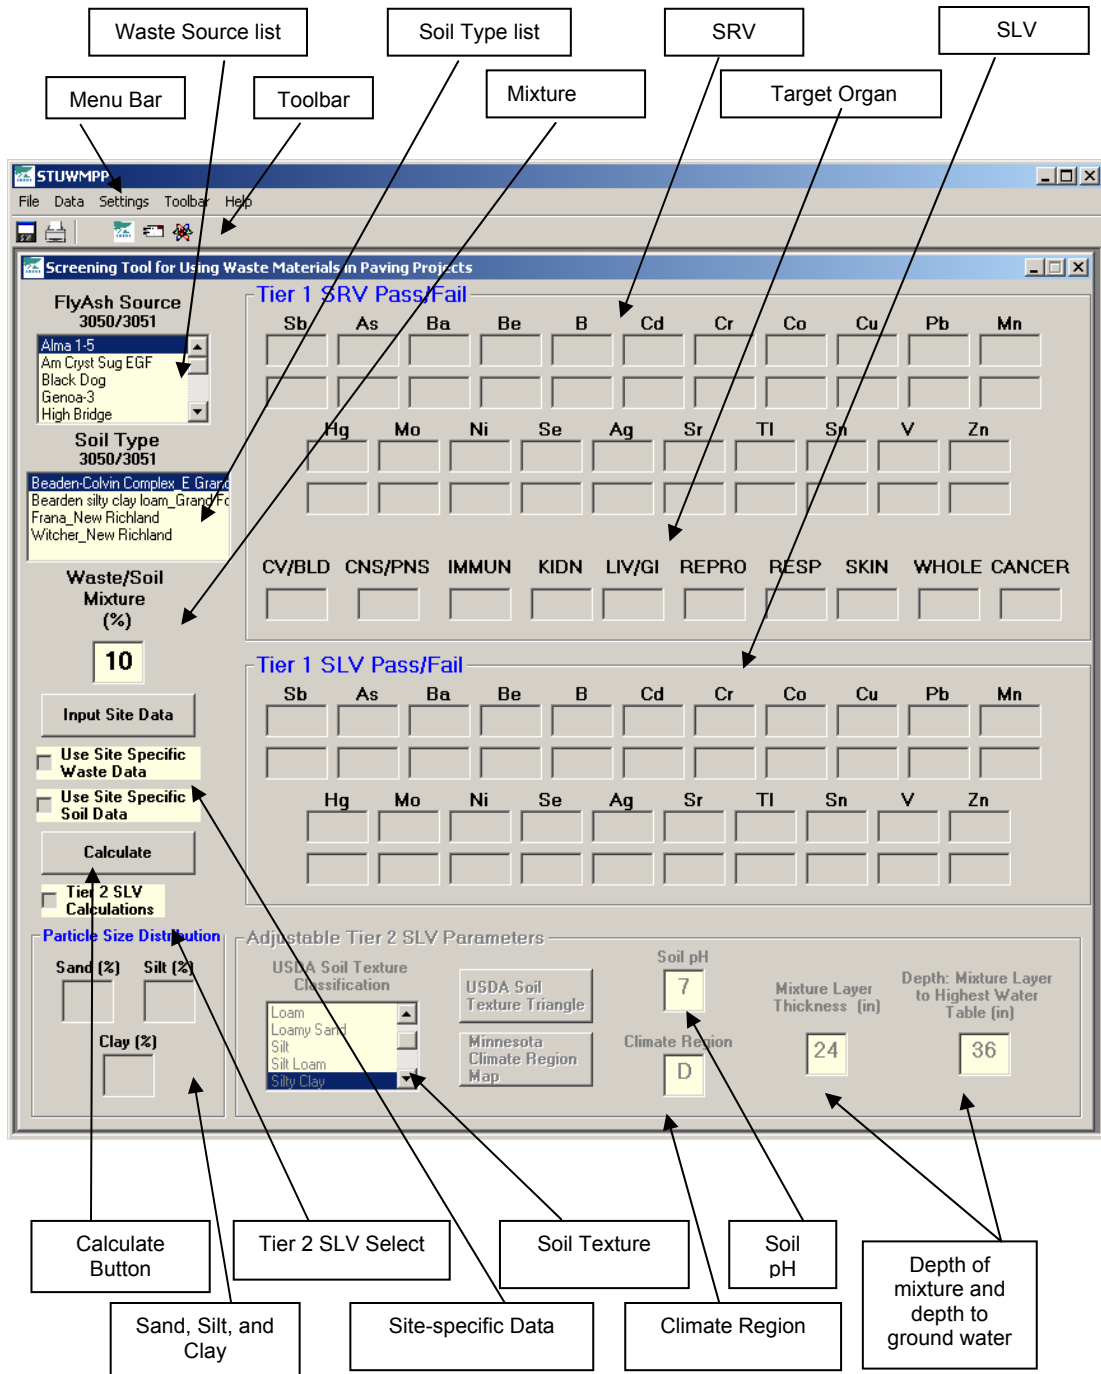 Waste Source list
Soil Type list
SRV
SLV
Menu Bar
Toolbar
Mixture
Target Organ
STUWMPP
File Data Settings Toolbar Help
Screening Tool for Using Waste Materials in Paving Projects
FlyAsh Source
3050/3051
Alma 1-5
Am Cryst Sug EGF
Black Dog
Genoa-3
High Bridge
Soil Type
3050/3051
Beaden-Colvin Complex_E Grand
Bearden silty clay loam_Grand Fo
Frana_New Richland
Witcher_New Richland
Waste/Soil
Mixture
(%)
10
Input Site Data
Use Site Specific
Waste Data
Use Site Specific
Soil Data
Calculate
Tier 2 SLV
Calculations
Tier 1 SRV Pass/Fail
Sb As Ba Be B Cd Cr Co Cu Pb Mn
Hg Mo Ni Se Ag Sr Tl Sn V Zn
CV/BLD CNS/PNS IMMUN KIDN LIV/GI REPRO RESP SKIN WHOLE CANCER
Tier 1 SLV Pass/Fail
Sb As Ba Be B Cd Cr Co Cu Pb Mn
Hg Mo Ni Se Ag Sr Tl Sn V Zn
Particle Size Distribution
Sand (%) Silt (%)
Clay (%)
Adjustable Tier 2 SLV Parameters
USDA Soil Texture
Classification
Loam
Loamy Sand
Silt
Silt Loam
Silty Clay
USDA Soil
Texture Triangle
Minnesota
Climate Region
Map
Soil pH
7
Climate Region
D
Mixture Layer
Thickness (in)
24
Depth: Mixture Layer
to Highest Water
Table (in)
36
Calculate
Button
Tier 2 SLV Select
Soil Texture
Soil
pH
Depth of
mixture and
depth to
ground water
Sand, Silt, and
Clay
Site-specific Data
Climate Region